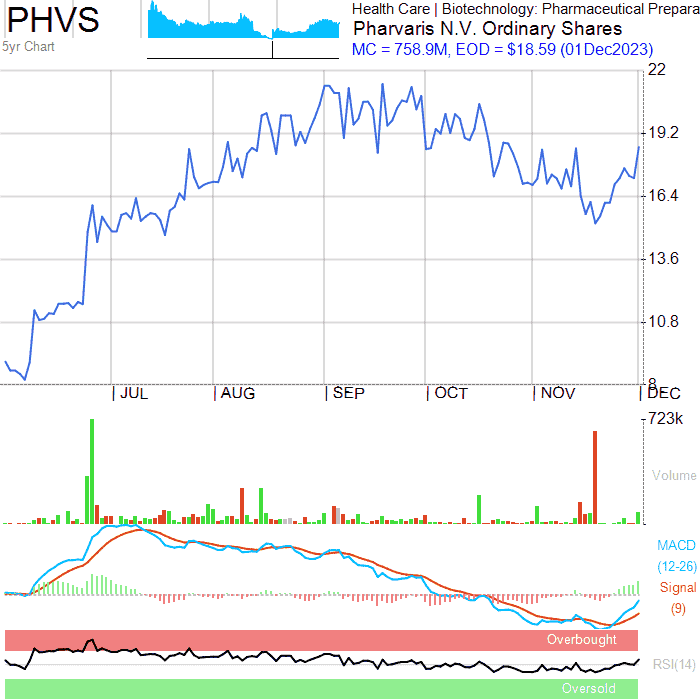 PHVS
5yr Chart
Health Care | Biotechnology: Pharmaceutical Prepara
Pharvaris N.V. Ordinary Shares
MC = 758.9M, EOD = $18.59 (01Dec2023)
22
19.2
16.4
13.6
10.8
8
JUL AUG SEP OCT NOV DEC
723k
Volume
MACD
(12-26)
Signal
(9)
Overbought
RSI(14)
Oversold